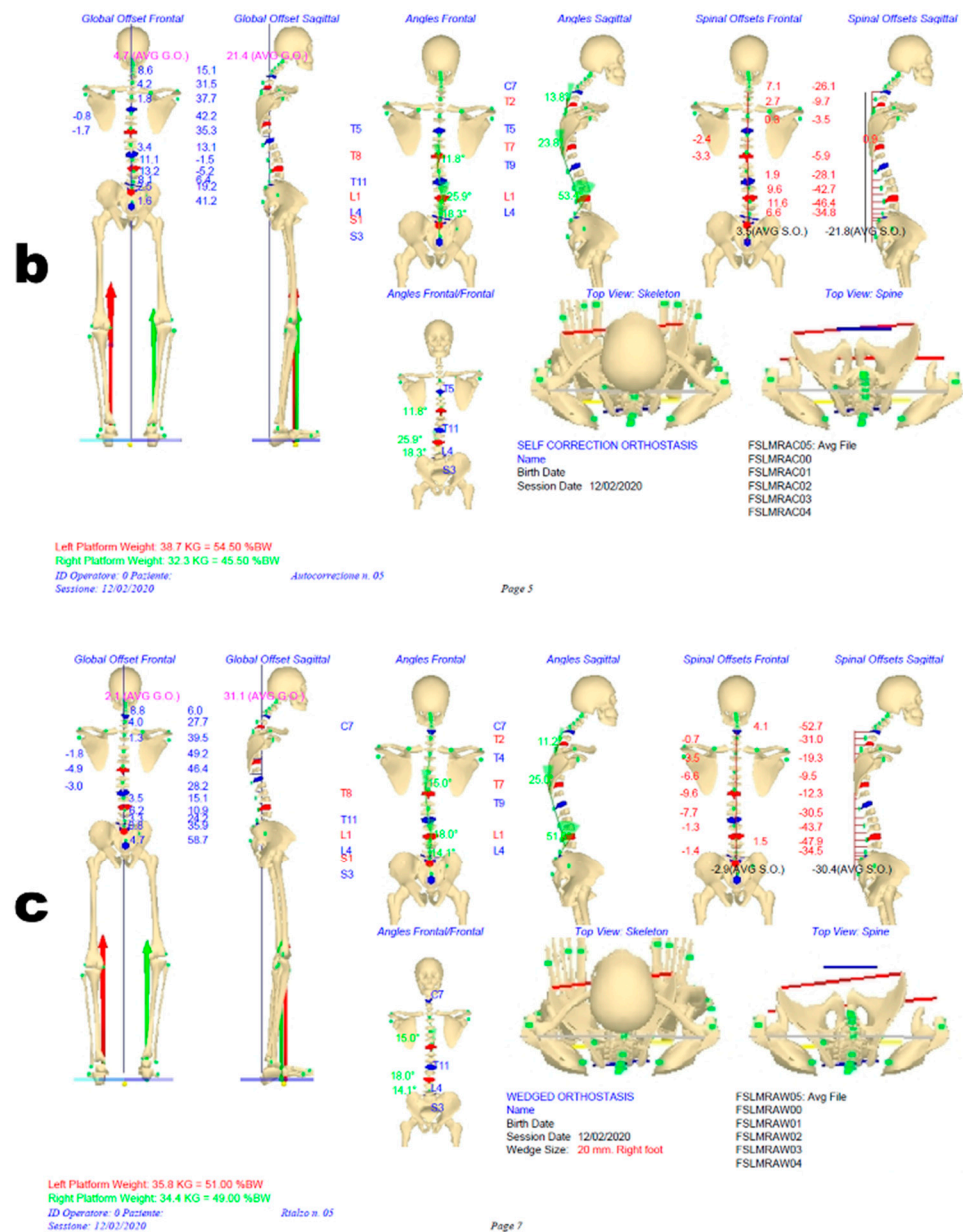 Global Offset Frontal Global Offset Sagittal Angles Frontal Angles Sagittal Spinal Offsets Frontal Spinal Offsets Sagittal
4.7 (AVG G.O.) 21.4 (AVG G.O.)
8.6 15.1
4.2 31.5
1.8 37.7
-0.8 42.2
-1.7 35.3
3.4 13.1
11.1 -1.5
13.2 -5.2
8.1 6.4
2.5 19.2
1.6 41.2
T5
T8
T11
L1
L4
S1
S3
11.8°
25.9°
18.3°
C7
T2
T5
T7
T9
L1
L4
13.8°
23.8°
7.1 -26.1
2.7 -9.7
0.8 -3.5
-2.4 0.9
-3.3 -5.9
1.9 -28.1
9.6 -42.7
11.6 -46.4
6.6 -34.8
3.5(AVG S.O.) -21.8(AVG S.O.)
b
Angles Frontal/Frontal Top View: Skeleton Top View: Spine
T5
11.8°
T11
25.9°
18.3° L4
S3
SELF CORRECTION ORTHOSTASIS
Name
Birth Date
Session Date 12/02/2020
FSLMRAC05: Avg File
FSLMRAC00
FSLMRAC01
FSLMRAC02
FSLMRAC03
FSLMRAC04
Left Platform Weight: 38.7 KG = 54.50 %BW
Right Platform Weight: 32.3 KG = 45.50 %BW
ID Operatore: 0 Paziente: Autocorrezione n. 05
Sessione: 12/02/2020 Page 5
Global Offset Frontal Global Offset Sagittal Angles Frontal Angles Sagittal Spinal Offsets Frontal Spinal Offsets Sagittal
2.1 (AVG G.O.) 31.1 (AVG G.O.)
8.8 6.0
4.0 27.7
1.3 39.5
-1.8 49.2
-4.9 46.4
-3.0 28.2
3.5 15.1
6.2 10.9
24.2
35.9
4.7 58.7
C7
T8
T11
L1
L4
S1
S3
15.0°
18.0°
14.1°
C7
T2
T4
T7
T9
L1
L4
11.2°
25.0°
4.1 -52.7
-0.7 -31.0
-3.5 -19.3
-6.6 -9.5
-9.6 -12.3
-7.7 -30.5
-1.3 -43.7
1.5 -47.9
-1.4 -34.5
-2.9(AVG S.O.) -30.4(AVG S.O.)
c
Angles Frontal/Frontal Top View: Skeleton Top View: Spine
C7
15.0°
T11
18.0°
14.1° L4
S3
WEDGED ORTHOSTASIS
Name
Birth Date
Session Date 12/02/2020
Wedge Size: 20 mm. Right foot
FSLMRAW05: Avg File
FSLMRAW00
FSLMRAW01
FSLMRAW02
FSLMRAW03
FSLMRAW04
Left Platform Weight: 35.8 KG = 51.00 %BW
Right Platform Weight: 34.4 KG = 49.00 %BW
ID Operatore: 0 Paziente: Rialzo n. 05
Sessione: 12/02/2020 Page 7